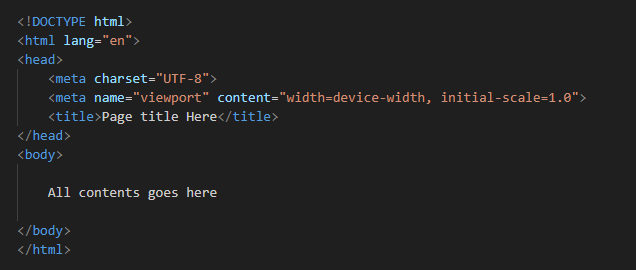 <!DOCTYPE html>
<html lang="en">
<head>
    <meta charset="UTF-8">
    <meta name="viewport" content="width=device-width, initial-scale=1.0">
    <title>Page title Here</title>
</head>
<body>
    All contents goes here
</body>
</html>